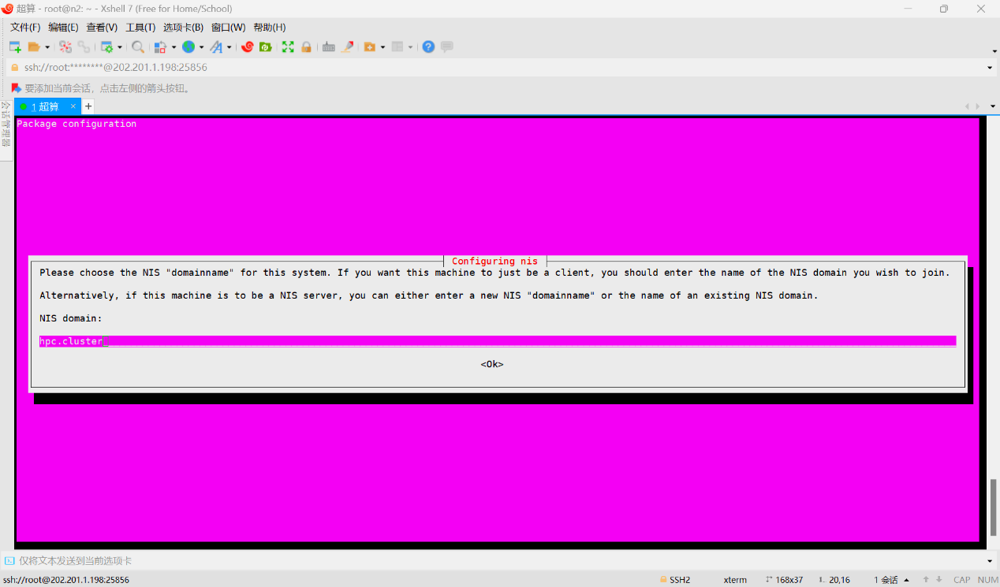 超算 - root@n2: ~ - Xshell 7 (Free for Home/School)
文件(F) 编辑(E) 查看(V) 工具(T) 选项卡(B) 窗口(W) 帮助(H)
ssh://root:********@202.201.1.198:25856
要添加当前会话，点击左侧的箭头按钮。
会话管理器
1 超算 × +
Package configuration
Configuring nis
Please choose the NIS "domainname" for this system. If you want this machine to just be a client, you should enter the name of the NIS domain you wish to join.
Alternatively, if this machine is to be a NIS server, you can either enter a new NIS "domainname" or the name of an existing NIS domain.
NIS domain:
hpc.cluster
<Ok>
仅将文本发送到当前选项卡
ssh://root@202.201.1.198:25856 SSH2 xterm 168x37 20,16 1 会话 CAP NUM